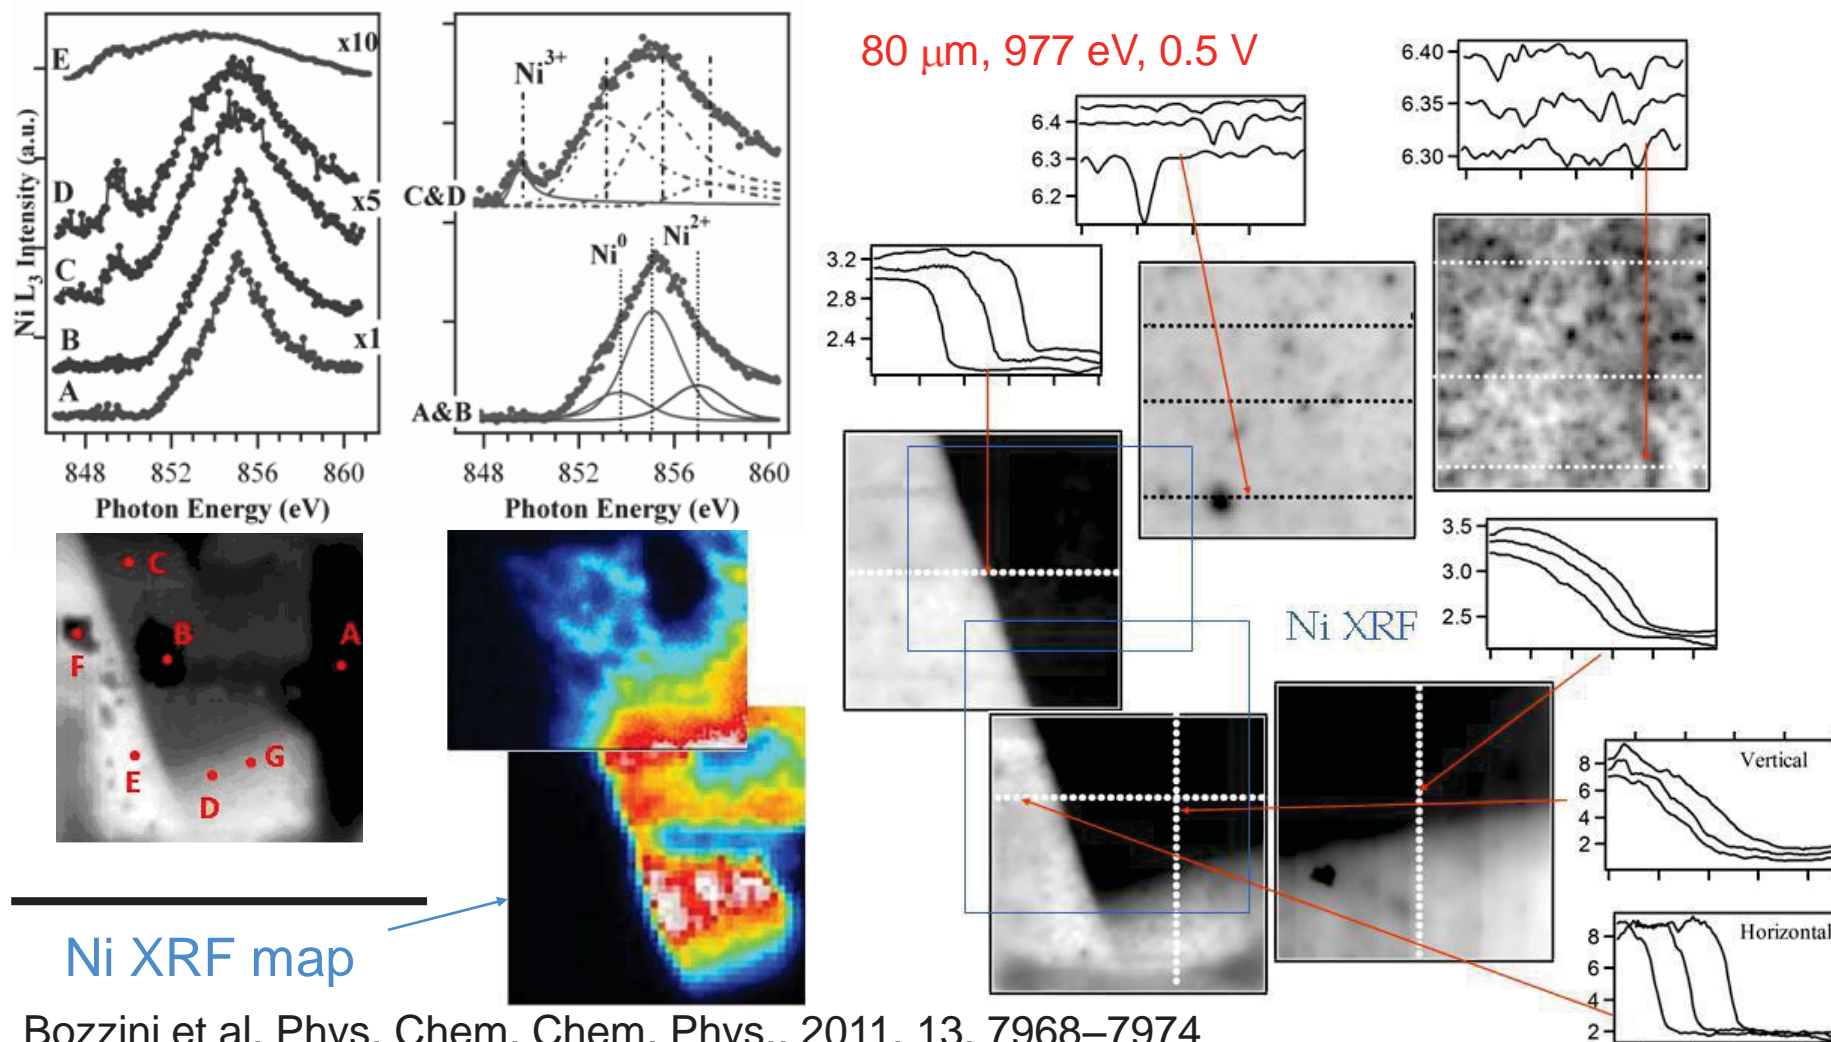 80 μm, 977 eV, 0.5 V
Ni L3 Intensity (a.u.)
E
x10
D
x5
C
B
x1
A
848
852
856
860
Photon Energy (eV)
Ni3+
C&D
Ni0
Ni2+
A&B
848
852
856
860
Photon Energy (eV)
6.4
6.3
6.2
6.40
6.35
6.30
3.2
2.8
2.4
3.5
3.0
2.5
Ni XRF
C
B
A
F
E
D
G
Vertical
8
6
4
2
Horizontal
8
6
4
2
Ni XRF map
Bozzini et al. Phys. Chem. Chem. Phys., 2011, 13, 7968–7974